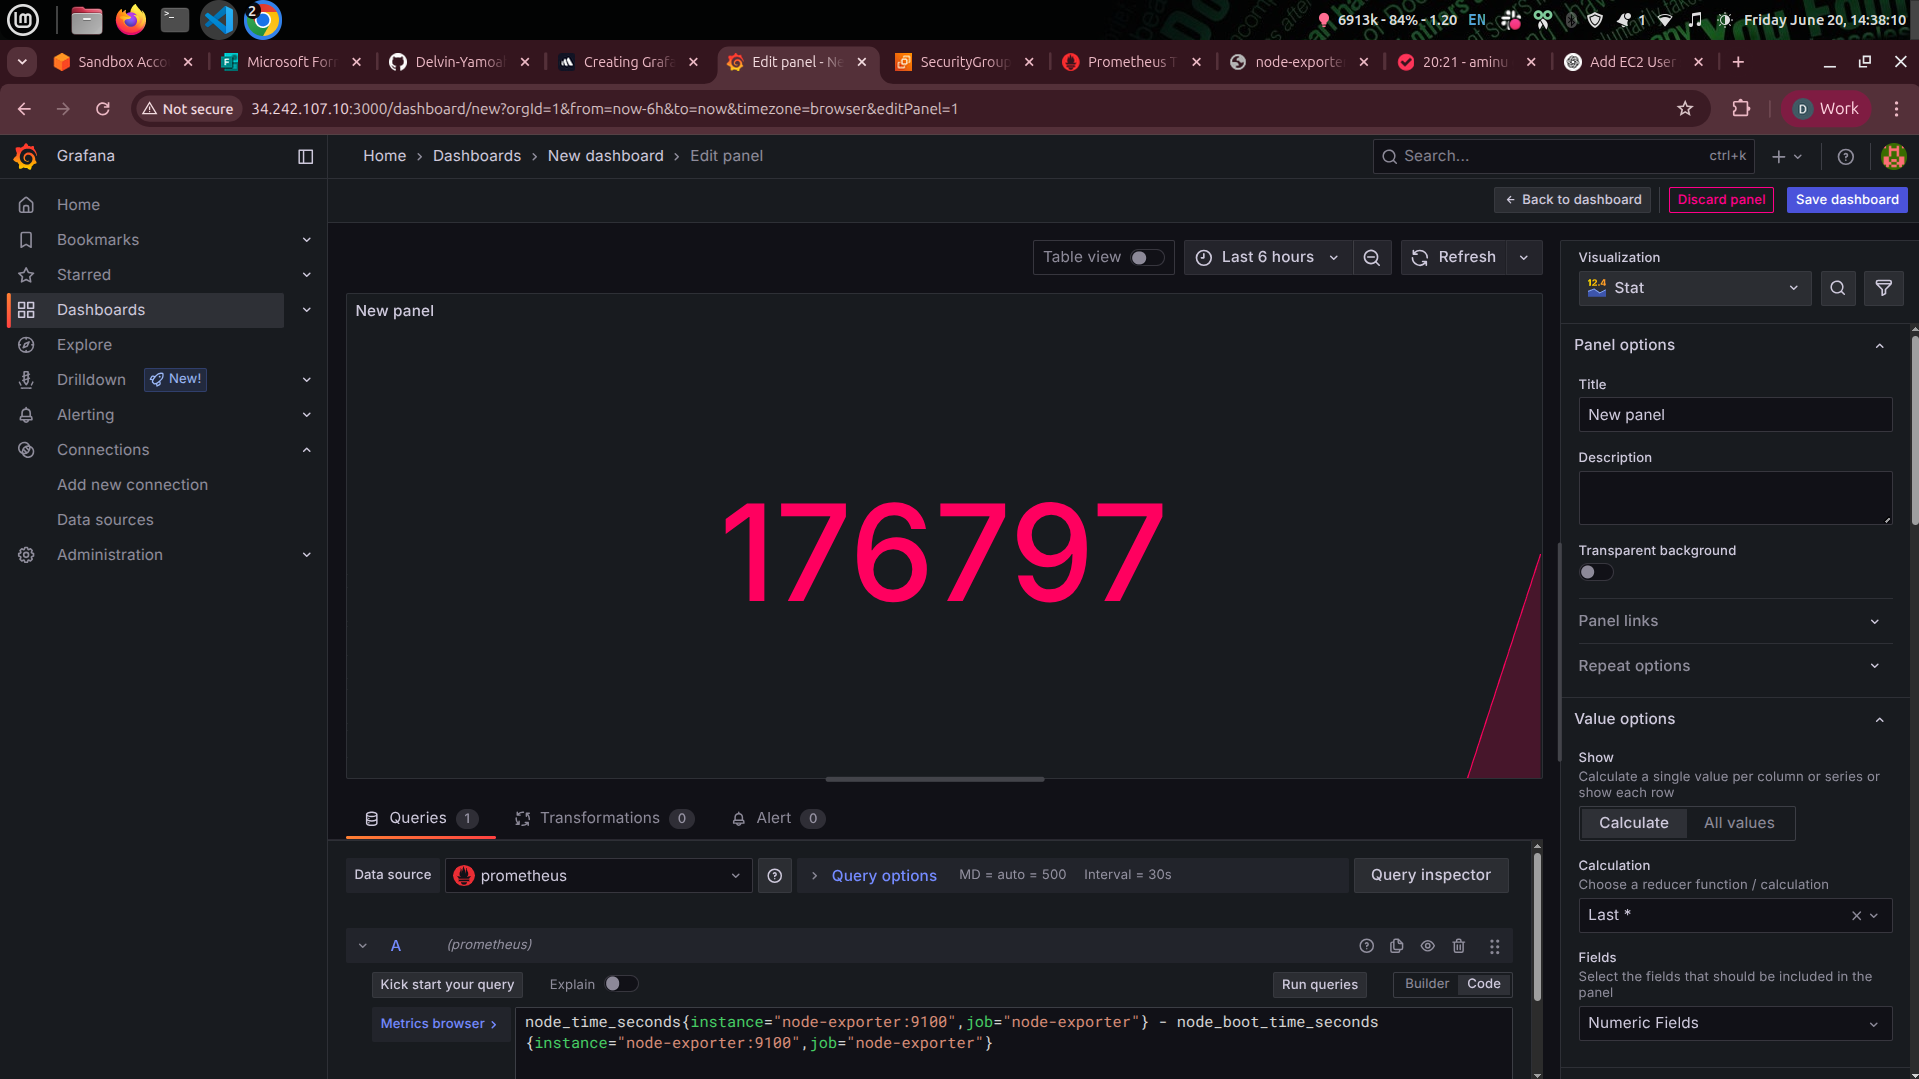 6913k - 84% - 1.20 EN 1 Friday June 20, 14:38:10
2
Sandbox Acco
Microsoft For
Delvin-Yamoa
Creating Grafa
Edit panel - Ne
SecurityGroup
Prometheus T
node-exporter
20:21 - aminu
Add EC2 User
Not secure 34.242.107.10:3000/dashboard/new?orgId=1&from=now-6h&to=now&timezone=browser&editPanel=1
D Work
Grafana
Home › Dashboards › New dashboard › Edit panel
Search... ctrl+k
Back to dashboard
Discard panel
Save dashboard
Home
Bookmarks
Starred
Dashboards
Explore
Drilldown New!
Alerting
Connections
Add new connection
Data sources
Administration
Table view
Last 6 hours
Refresh
New panel
176797
Visualization
12.4 Stat
Panel options
Title
New panel
Description
Transparent background
Panel links
Repeat options
Value options
Show
Calculate a single value per column or series or
show each row
Calculate All values
Calculation
Choose a reducer function / calculation
Last *
Fields
Select the fields that should be included in the
panel
Numeric Fields
Queries 1
Transformations 0
Alert 0
Data source prometheus
Query options MD = auto = 500 Interval = 30s
Query inspector
A (prometheus)
Kick start your query
Explain
Run queries
Builder Code
Metrics browser ›
node_time_seconds{instance="node-exporter:9100",job="node-exporter"} - node_boot_time_seconds
{instance="node-exporter:9100",job="node-exporter"}